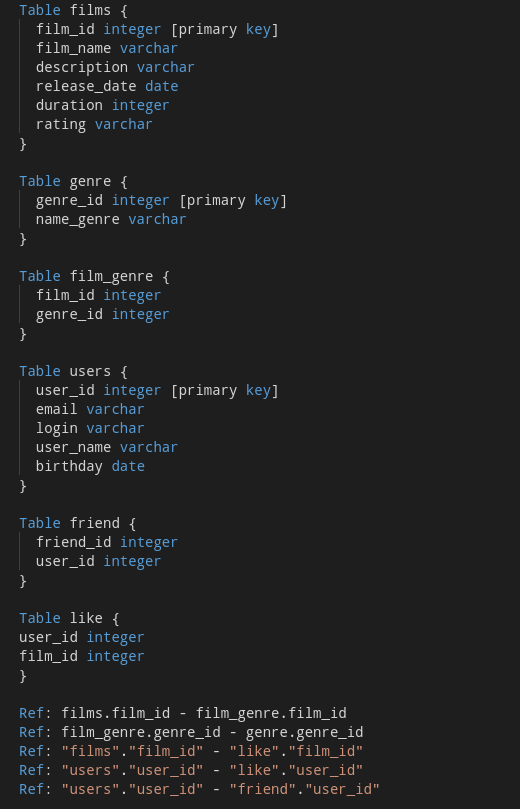 Table films {
film_id integer [primary key]
film_name varchar
description varchar
release_date date
duration integer
rating varchar
}
Table genre {
genre_id integer [primary key]
name_genre varchar
}
Table film_genre {
film_id integer
genre_id integer
}
Table users {
user_id integer [primary key]
email varchar
login varchar
user_name varchar
birthday date
}
Table friend {
friend_id integer
user_id integer
}
Table like {
user_id integer
film_id integer
}
Ref: films.film_id - film_genre.film_id
Ref: film_genre.genre_id - genre.genre_id
Ref: "films"."film_id" - "like"."film_id"
Ref: "users"."user_id" - "like"."user_id"
Ref: "users"."user_id" - "friend"."user_id"